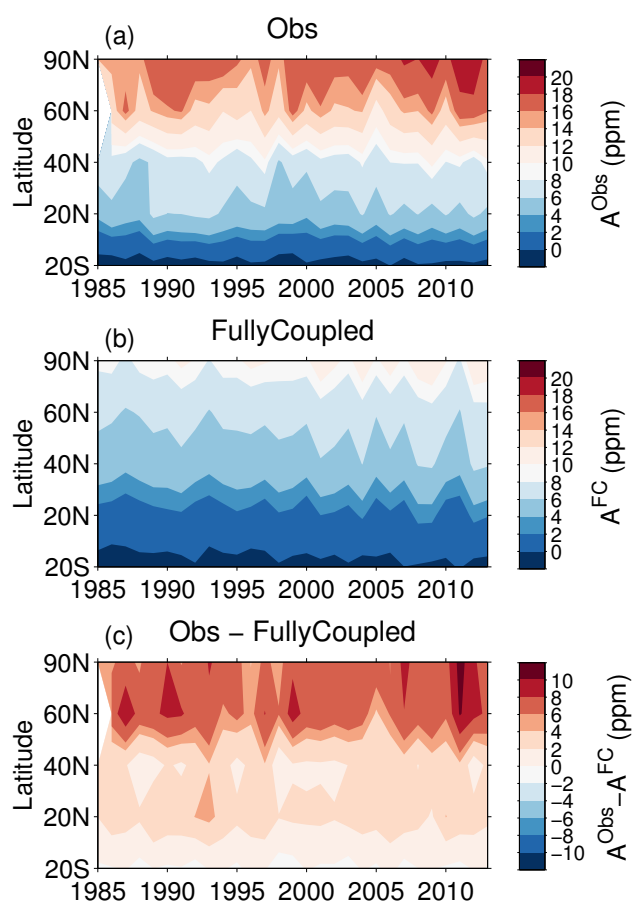 (a) Obs
90N
60N
40N
20N
20S
Latitude
1985 1990 1995 2000 2005 2010
20
18
16
14
12
10
8
6
4
2
0
A^Obs (ppm)
(b) FullyCoupled
90N
60N
40N
20N
20S
Latitude
1985 1990 1995 2000 2005 2010
20
18
16
14
12
10
8
6
4
2
0
A^FC (ppm)
(c) Obs − FullyCoupled
90N
60N
40N
20N
20S
Latitude
1985 1990 1995 2000 2005 2010
10
8
6
4
2
0
−2
−4
−6
−8
−10
A^Obs−A^FC (ppm)